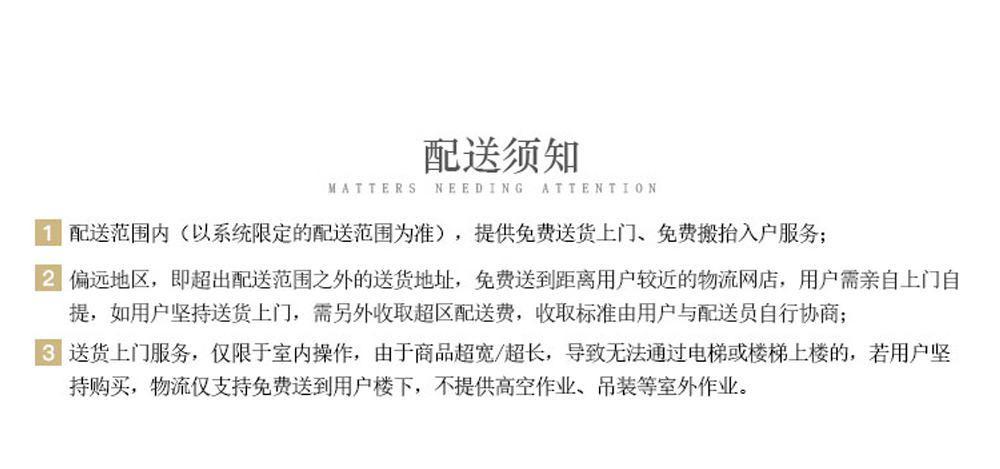 配送须知
MATTERS NEEDING ATTENTION
1 配送范围内（以系统限定的配送范围为准），提供免费送货上门、免费搬抬入户服务；
2 偏远地区，即超出配送范围之外的送货地址，免费送到距离用户较近的物流网店，用户需亲自上门自
提，如用户坚持送货上门，需另外收取超区配送费，收取标准由用户与配送员自行协商；
3 送货上门服务，仅限于室内操作，由于商品超宽/超长，导致无法通过电梯或楼梯上楼的，若用户坚
持购买，物流仅支持免费送到用户楼下，不提供高空作业、吊装等室外作业。